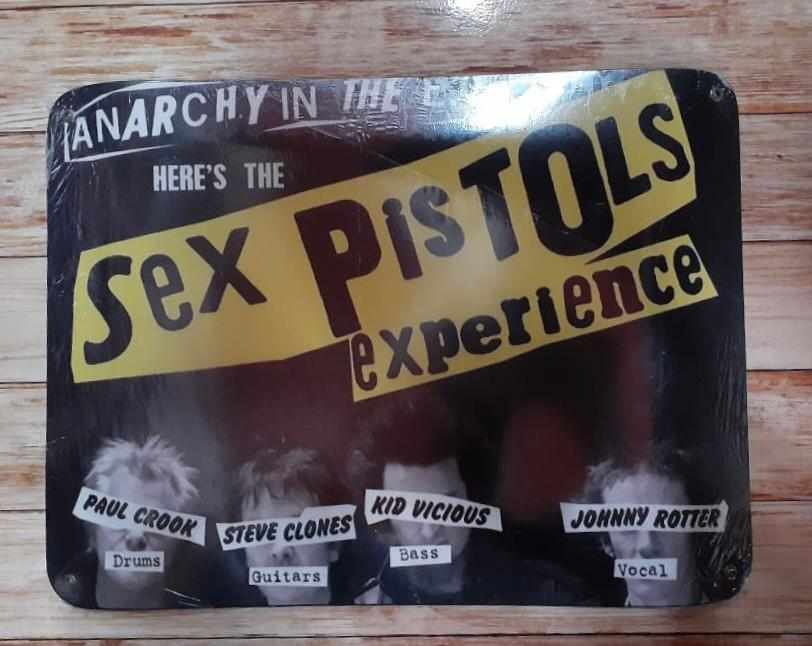 ANARCHY IN THE
HERE'S THE
Sex PiSTOLS
experience
PAUL CROOK
Drums
STEVE CLONES
Guitars
KID VICIOUS
Bass
JOHNNY ROTTER
Vocal